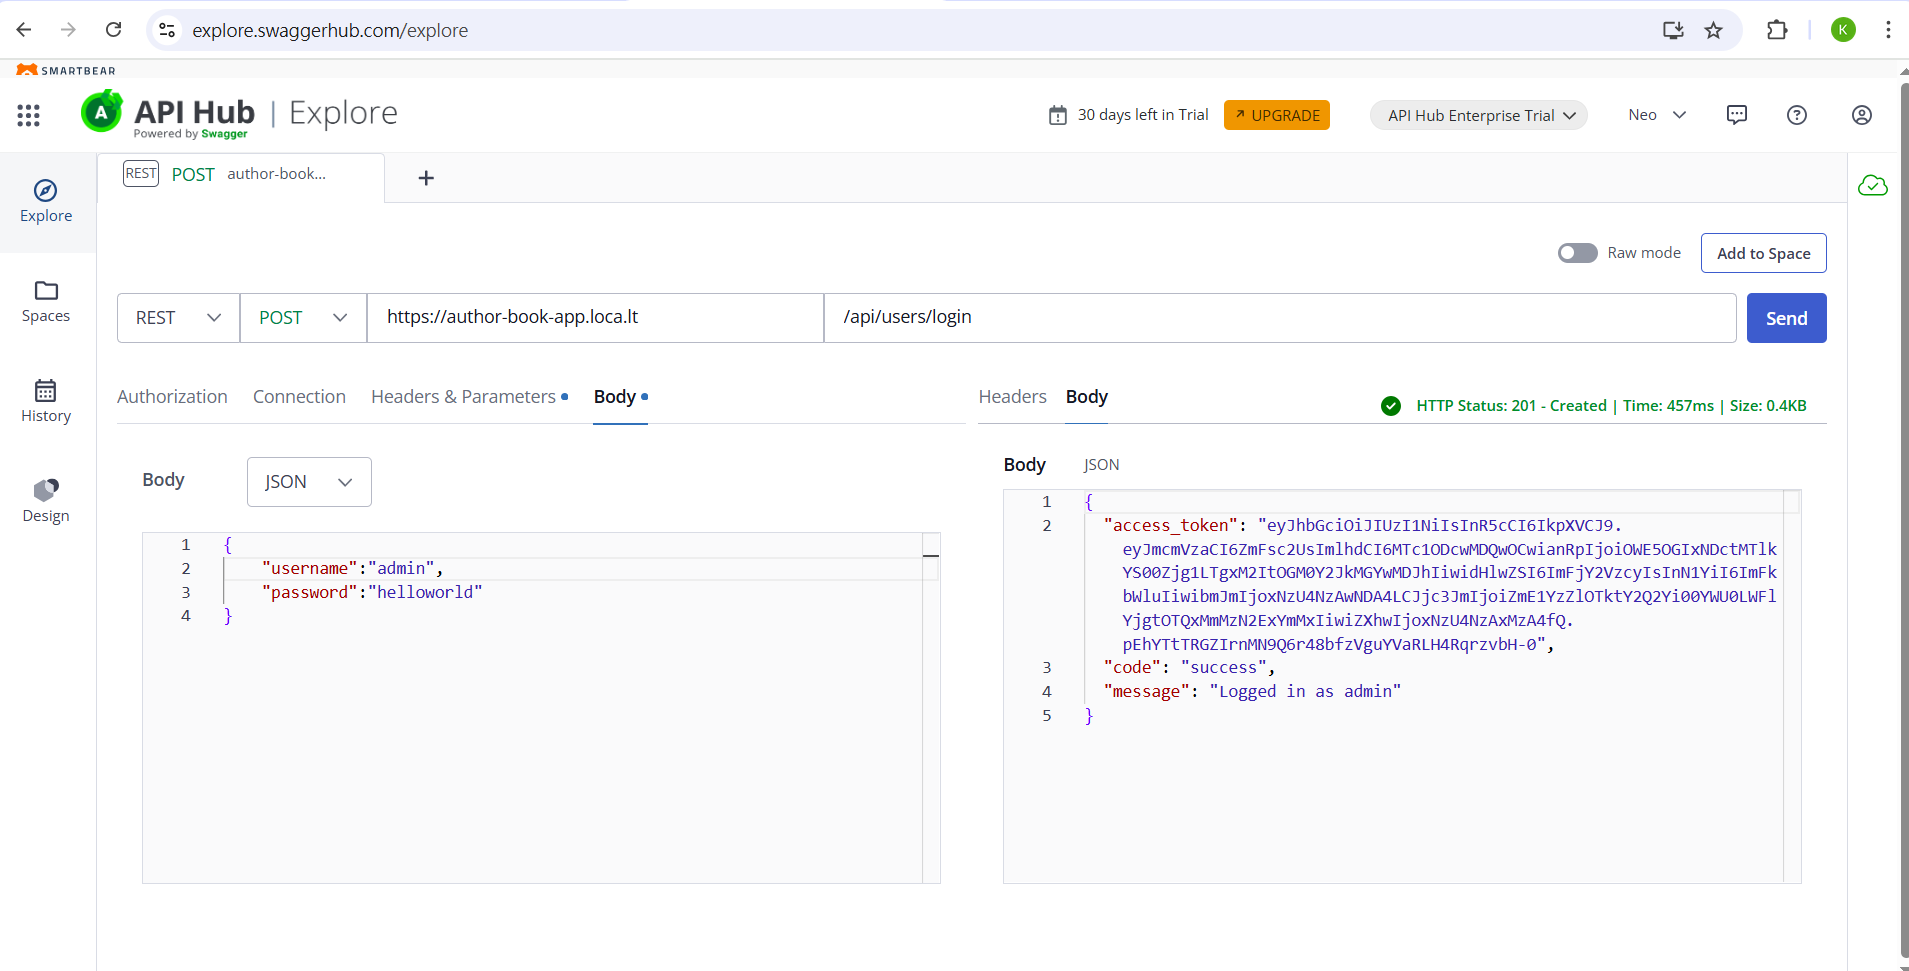 explore.swaggerhub.com/explore
K
SMARTBEAR
API Hub | Explore
Powered by Swagger
30 days left in Trial
UPGRADE
API Hub Enterprise Trial
Neo
REST POST author-book...
Explore
Spaces
History
Design
Raw mode
Add to Space
REST
POST
https://author-book-app.loca.lt
/api/users/login
Send
Authorization
Connection
Headers & Parameters
Body
Headers
Body
HTTP Status: 201 - Created | Time: 457ms | Size: 0.4KB
Body
JSON
1 {
2 "username":"admin",
3 "password":"helloworld"
4 }
Body JSON
1 {
2 "access_token": "eyJhbGciOiJIUzI1NiIsInR5cCI6IkpXVCJ9.
eyJmcmVzaCI6ZmFsc2UsImlhdCI6MTc1ODcwMDQwOCwianRpIjoiOWE5OGIxNDctMTlk
YS00Zjg1LTgxM2ItOGM0Y2JkMGYwMDJhIiwidHlwZSI6ImFjY2VzcyIsInN1YiI6ImFk
bWluIiwibmJmIjoxNzU4NzAwNDA4LCJjc3JmIjoiZmE1YzZlOTktY2Q2Yi00YWU0LWFl
YjgtOTQxMmMzN2ExYmMxIiwiZXhwIjoxNzU4NzAxMzA4fQ.
pEhYTtTRGZIrnMN9Q6r48bfzVguYVaRLH4RqrzvbH-0",
3 "code": "success",
4 "message": "Logged in as admin"
5 }